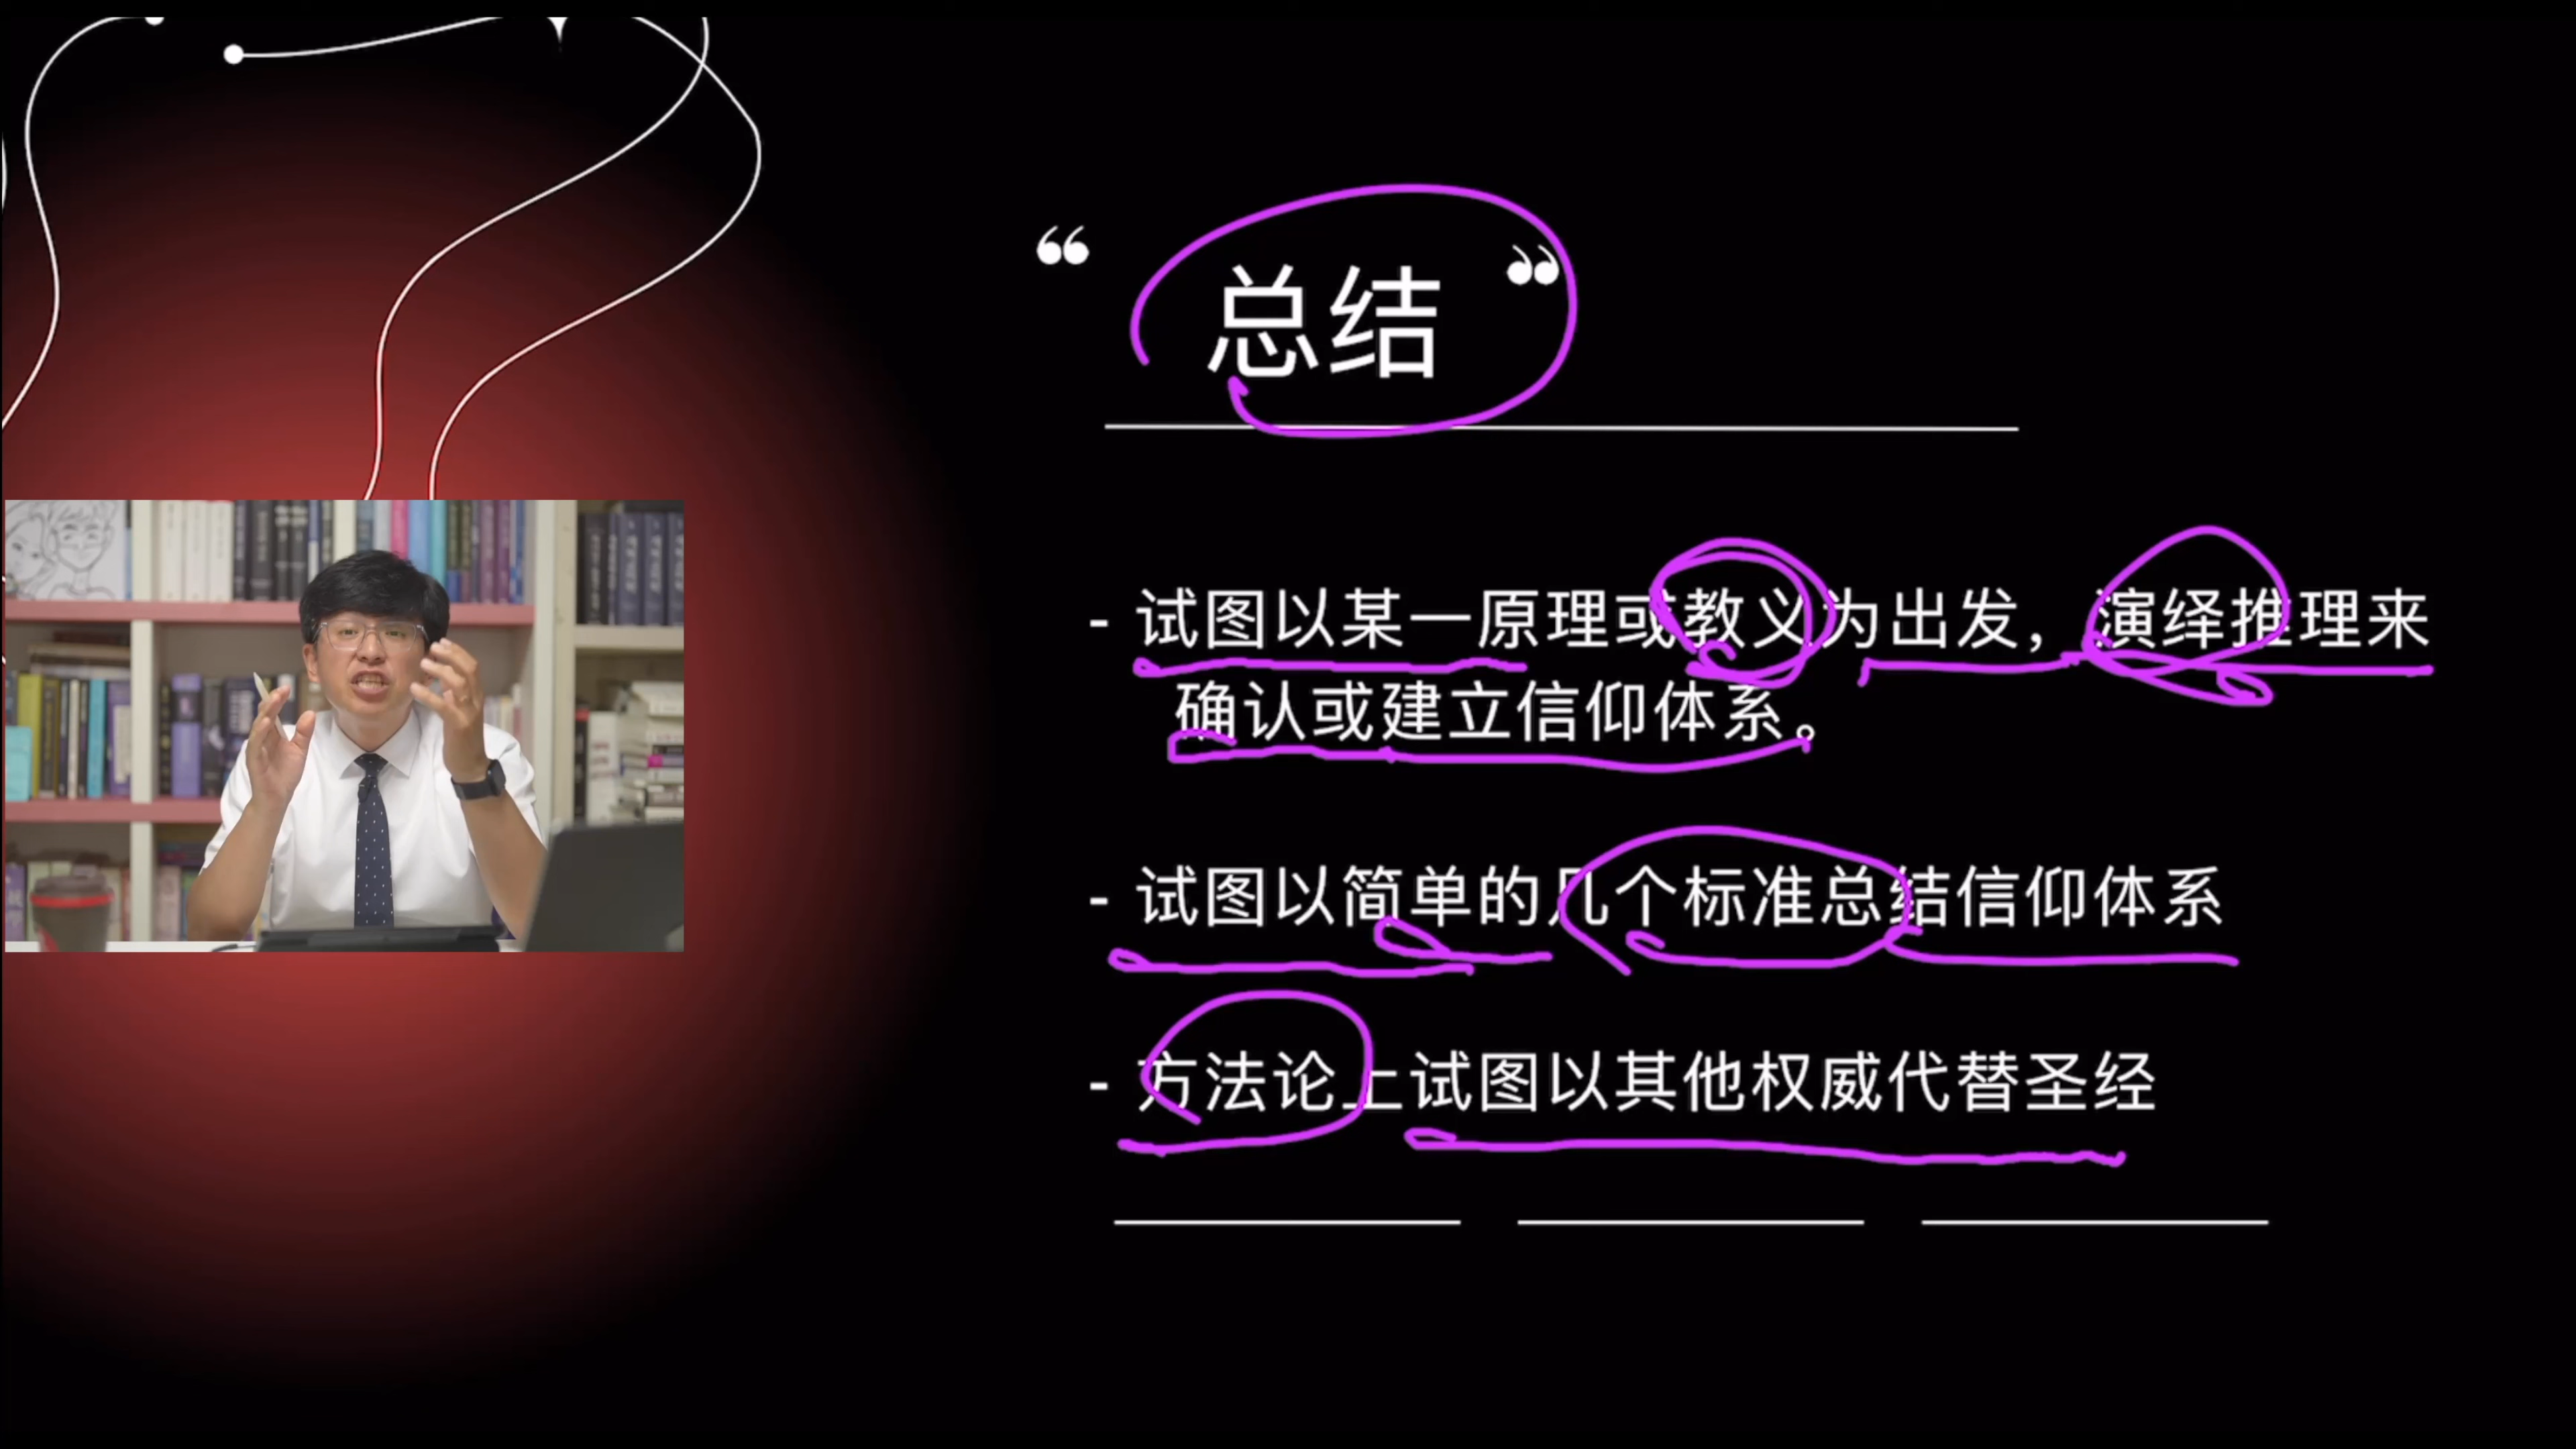 “ 总结 ”
- 试图以某一原理或教义为出发，演绎推理来
确认或建立信仰体系。
- 试图以简单的几个标准总结信仰体系
- 方法论上试图以其他权威代替圣经